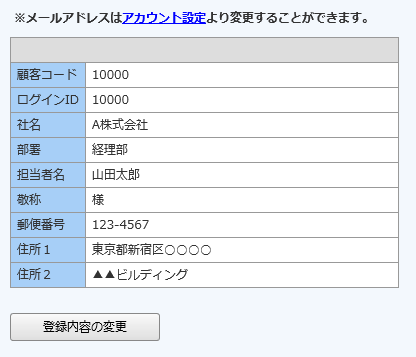 ※メールアドレスはアカウント設定より変更することができます。
顧客コード 10000
ログインID 10000
社名 A株式会社
部署 経理部
担当者名 山田太郎
敬称 様
郵便番号 123-4567
住所１ 東京都新宿区○○○○
住所２ ▲▲ビルディング
登録内容の変更